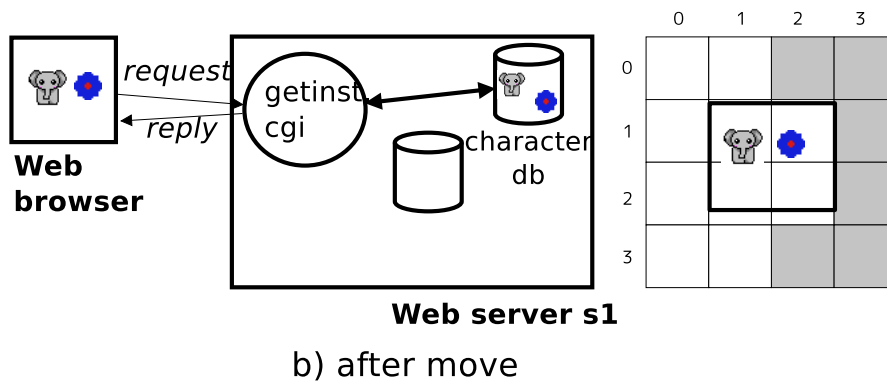 request
reply
Web
browser
getinst
cgi
character
db
Web server s1
0 1 2 3
0
1
2
3
b) after move